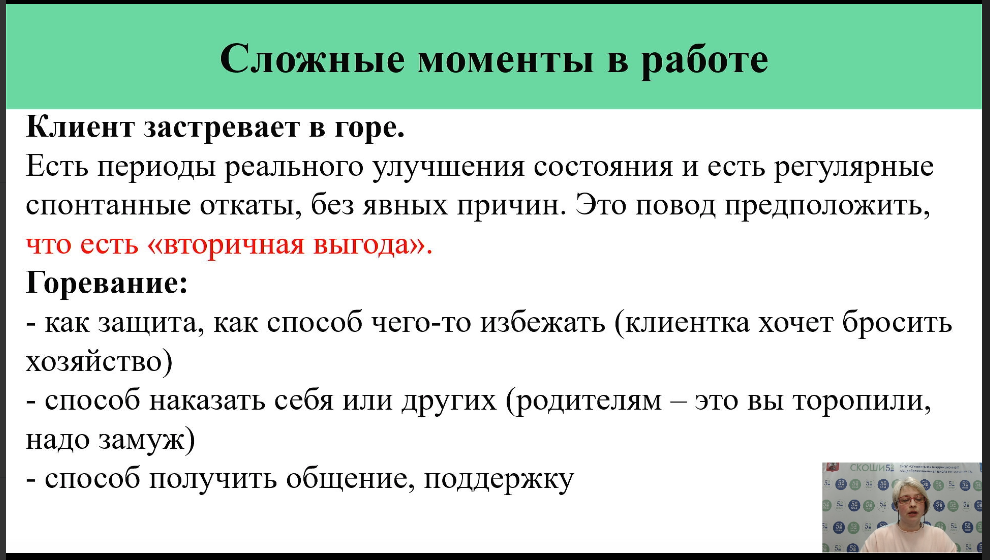 Сложные моменты в работе
Клиент застревает в горе.
Есть периоды реального улучшения состояния и есть регулярные
спонтанные откаты, без явных причин. Это повод предположить,
что есть «вторичная выгода».
Горевание:
- как защита, как способ чего-то избежать (клиентка хочет бросить
хозяйство)
- способ наказать себя или других (родителям – это вы торопили,
надо замуж)
- способ получить общение, поддержку